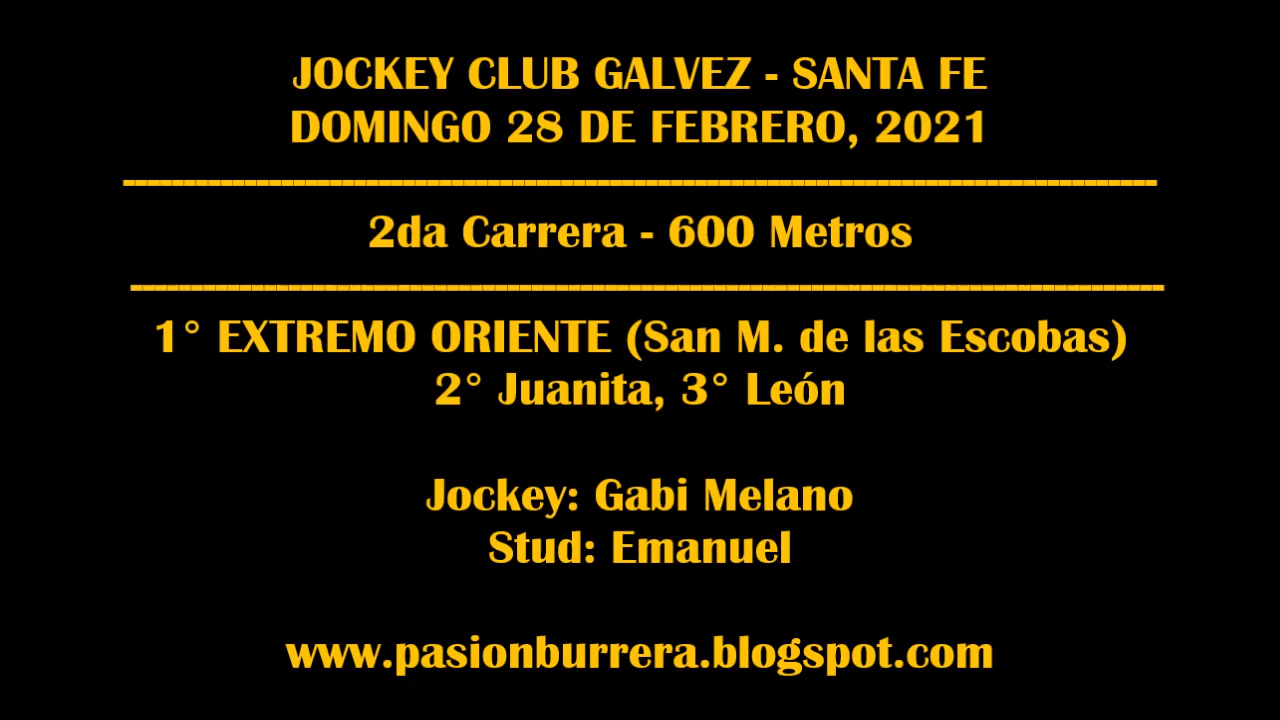 JOCKEY CLUB GALVEZ - SANTA FE
DOMINGO 28 DE FEBRERO, 2021
2da Carrera - 600 Metros
1° EXTREMO ORIENTE (San M. de las Escobas)
2° Juanita, 3° León
Jockey: Gabi Melano
Stud: Emanuel
www.pasionburrera.blogspot.com